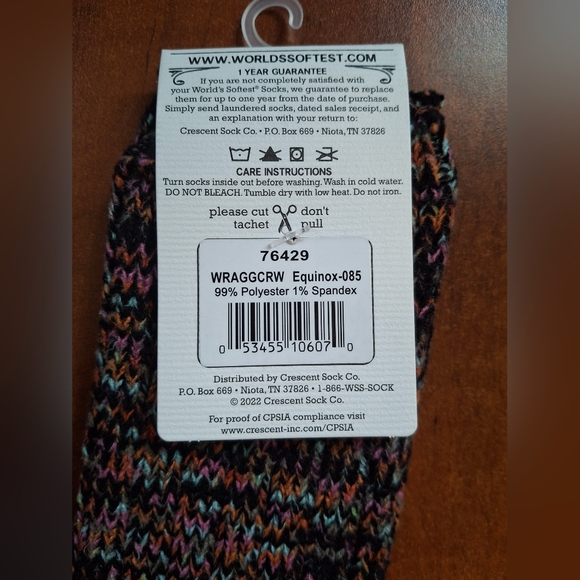 WWW.WORLDSSOFTEST.COM
1 YEAR GUARANTEE
If you are not completely satisfied with
your World's Softest® Socks, we guarantee to replace
them for up to one year from the date of purchase.
Simply send laundered socks, dated sales receipt, and
an explanation with your return to:
Crescent Sock Co. • P.O. Box 669 • Niota, TN 37826
CARE INSTRUCTIONS
Turn socks inside out before washing. Wash in cold water.
DO NOT BLEACH. Tumble dry with low heat. Do not iron.
please cut don't
tachet pull
76429
WRAGGCRW Equinox-085
99% Polyester 1% Spandex
0 53455 10607 0
Distributed by Crescent Sock Co.
P.O. Box 669 • Niota, TN 37826 • 1-866-WSS-SOCK
© 2022 Crescent Sock Co.
For proof of CPSIA compliance visit
www.crescent-inc.com/CPSIA